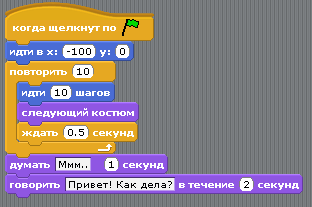 когда щелкнут по
идти в x: -100 y: 0
повторить 10
идти 10 шагов
следующий костюм
ждать 0.5 секунд
думать Ммм.. 1 секунд
говорить Привет! Как дела? в течение 2 секунд